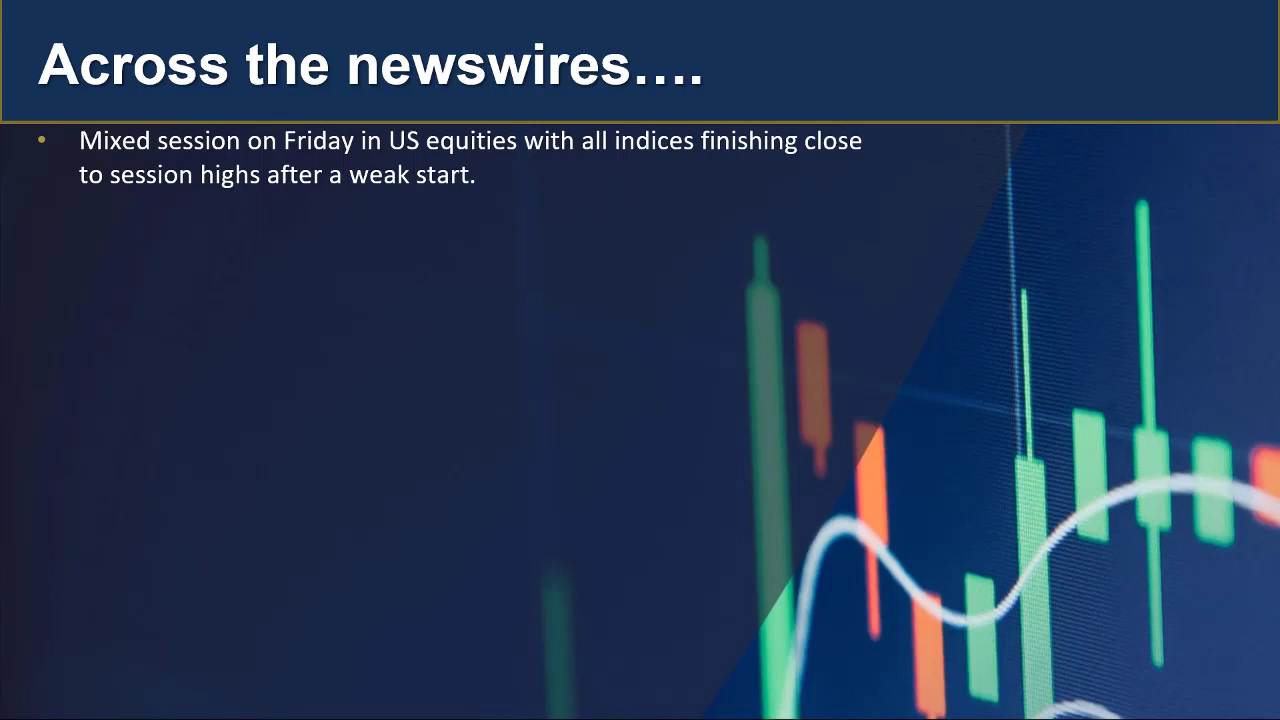 Across the newswires….
• Mixed session on Friday in US equities with all indices finishing close
to session highs after a weak start.